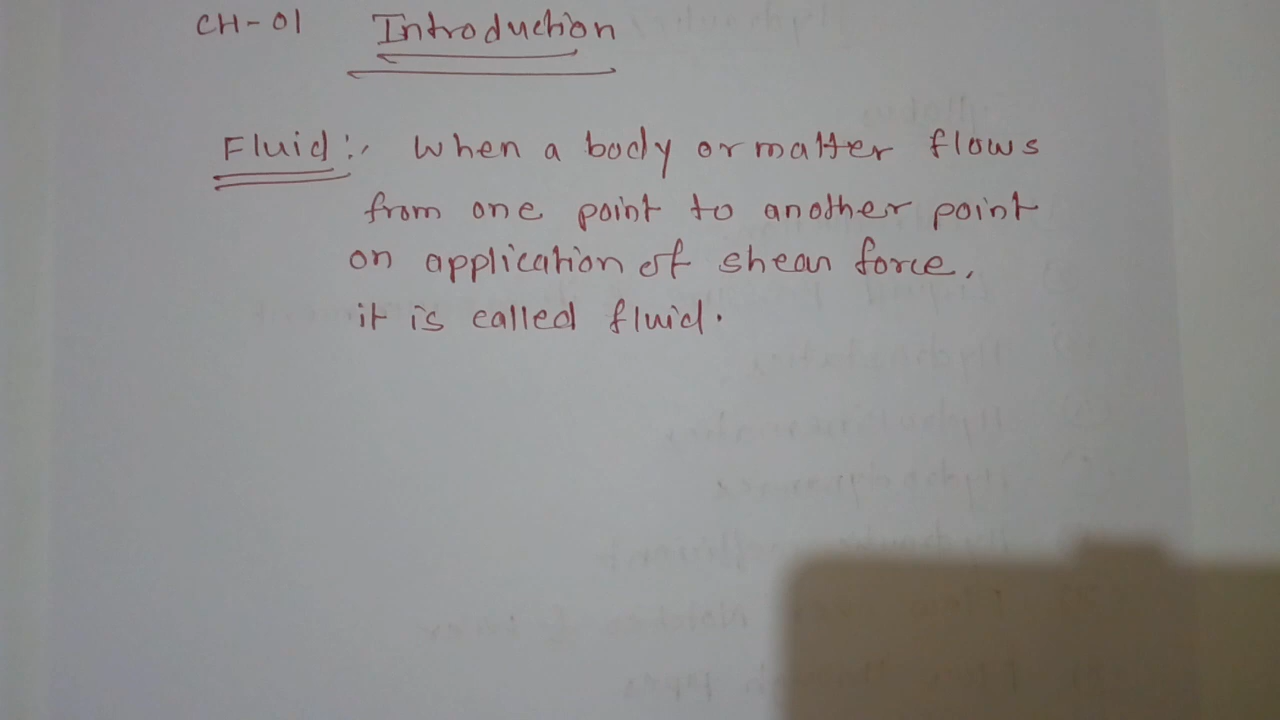 CH-01 Introduction
Fluid:- When a body or matter flows
from one point to another point
on application of shear force,
it is called fluid.